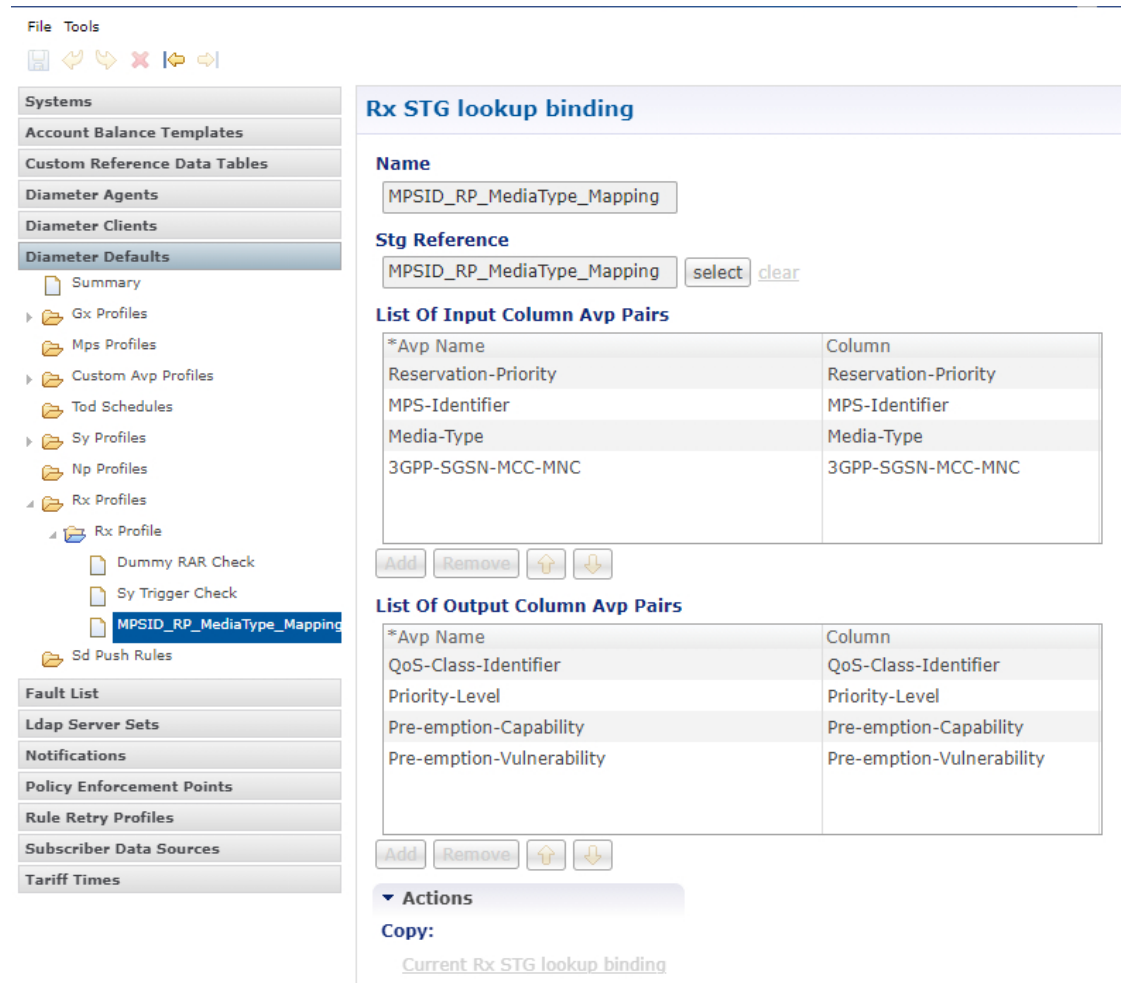 File Tools
Systems
Account Balance Templates
Custom Reference Data Tables
Diameter Agents
Diameter Clients
Diameter Defaults
Summary
Gx Profiles
Mps Profiles
Custom Avp Profiles
Tod Schedules
Sy Profiles
Np Profiles
Rx Profiles
Rx Profile
Dummy RAR Check
Sy Trigger Check
MPSID_RP_MediaType_Mapping
Sd Push Rules
Fault List
Ldap Server Sets
Notifications
Policy Enforcement Points
Rule Retry Profiles
Subscriber Data Sources
Tariff Times
Rx STG lookup binding
Name
MPSID_RP_MediaType_Mapping
Stg Reference
MPSID_RP_MediaType_Mapping select clear
List Of Input Column Avp Pairs
*Avp Name Column
Reservation-Priority Reservation-Priority
MPS-Identifier MPS-Identifier
Media-Type Media-Type
3GPP-SGSN-MCC-MNC 3GPP-SGSN-MCC-MNC
Add Remove
List Of Output Column Avp Pairs
*Avp Name Column
QoS-Class-Identifier QoS-Class-Identifier
Priority-Level Priority-Level
Pre-emption-Capability Pre-emption-Capability
Pre-emption-Vulnerability Pre-emption-Vulnerability
Add Remove
Actions
Copy:
Current Rx STG lookup binding